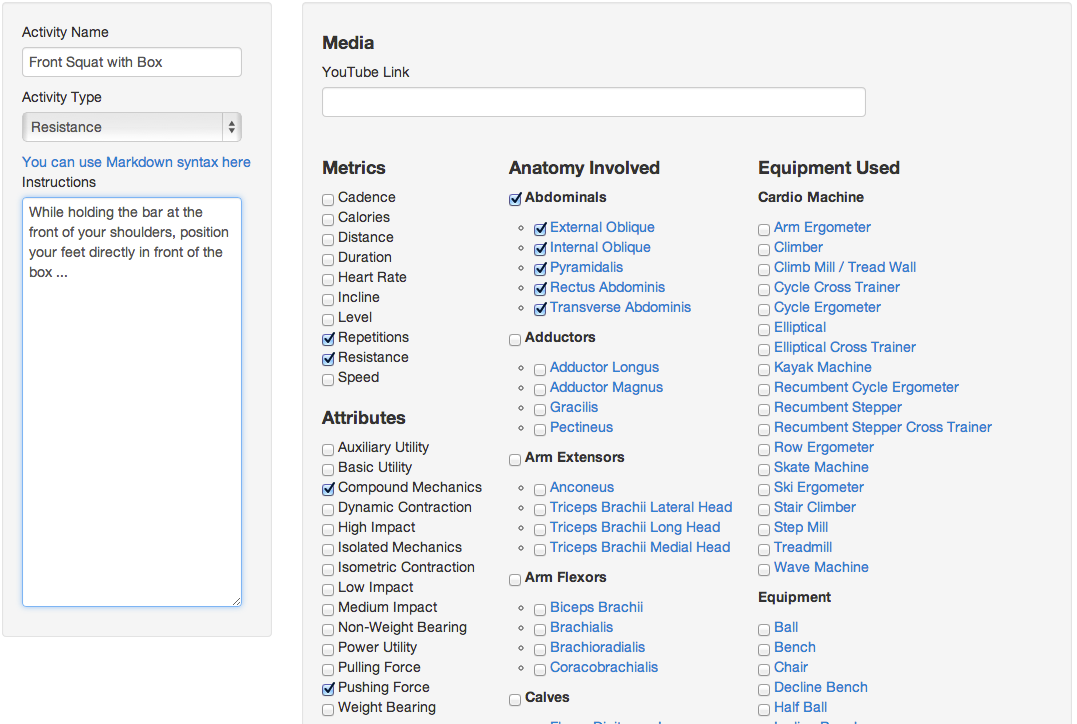 Activity Name
Front Squat with Box
Activity Type
Resistance
You can use Markdown syntax here
Instructions
While holding the bar at the
front of your shoulders, position
your feet directly in front of the
box ...
Media
YouTube Link
Metrics
Cadence
Calories
Distance
Duration
Heart Rate
Incline
Level
Repetitions
Resistance
Speed
Attributes
Auxiliary Utility
Basic Utility
Compound Mechanics
Dynamic Contraction
High Impact
Isolated Mechanics
Isometric Contraction
Low Impact
Medium Impact
Non-Weight Bearing
Power Utility
Pulling Force
Pushing Force
Weight Bearing
Anatomy Involved
Abdominals
External Oblique
Internal Oblique
Pyramidalis
Rectus Abdominis
Transverse Abdominis
Adductors
Adductor Longus
Adductor Magnus
Gracilis
Pectineus
Arm Extensors
Anconeus
Triceps Brachii Lateral Head
Triceps Brachii Long Head
Triceps Brachii Medial Head
Arm Flexors
Biceps Brachii
Brachialis
Brachioradialis
Coracobrachialis
Calves
Equipment Used
Cardio Machine
Arm Ergometer
Climber
Climb Mill / Tread Wall
Cycle Cross Trainer
Cycle Ergometer
Elliptical
Elliptical Cross Trainer
Kayak Machine
Recumbent Cycle Ergometer
Recumbent Stepper
Recumbent Stepper Cross Trainer
Row Ergometer
Skate Machine
Ski Ergometer
Stair Climber
Step Mill
Treadmill
Wave Machine
Equipment
Ball
Bench
Chair
Decline Bench
Half Ball